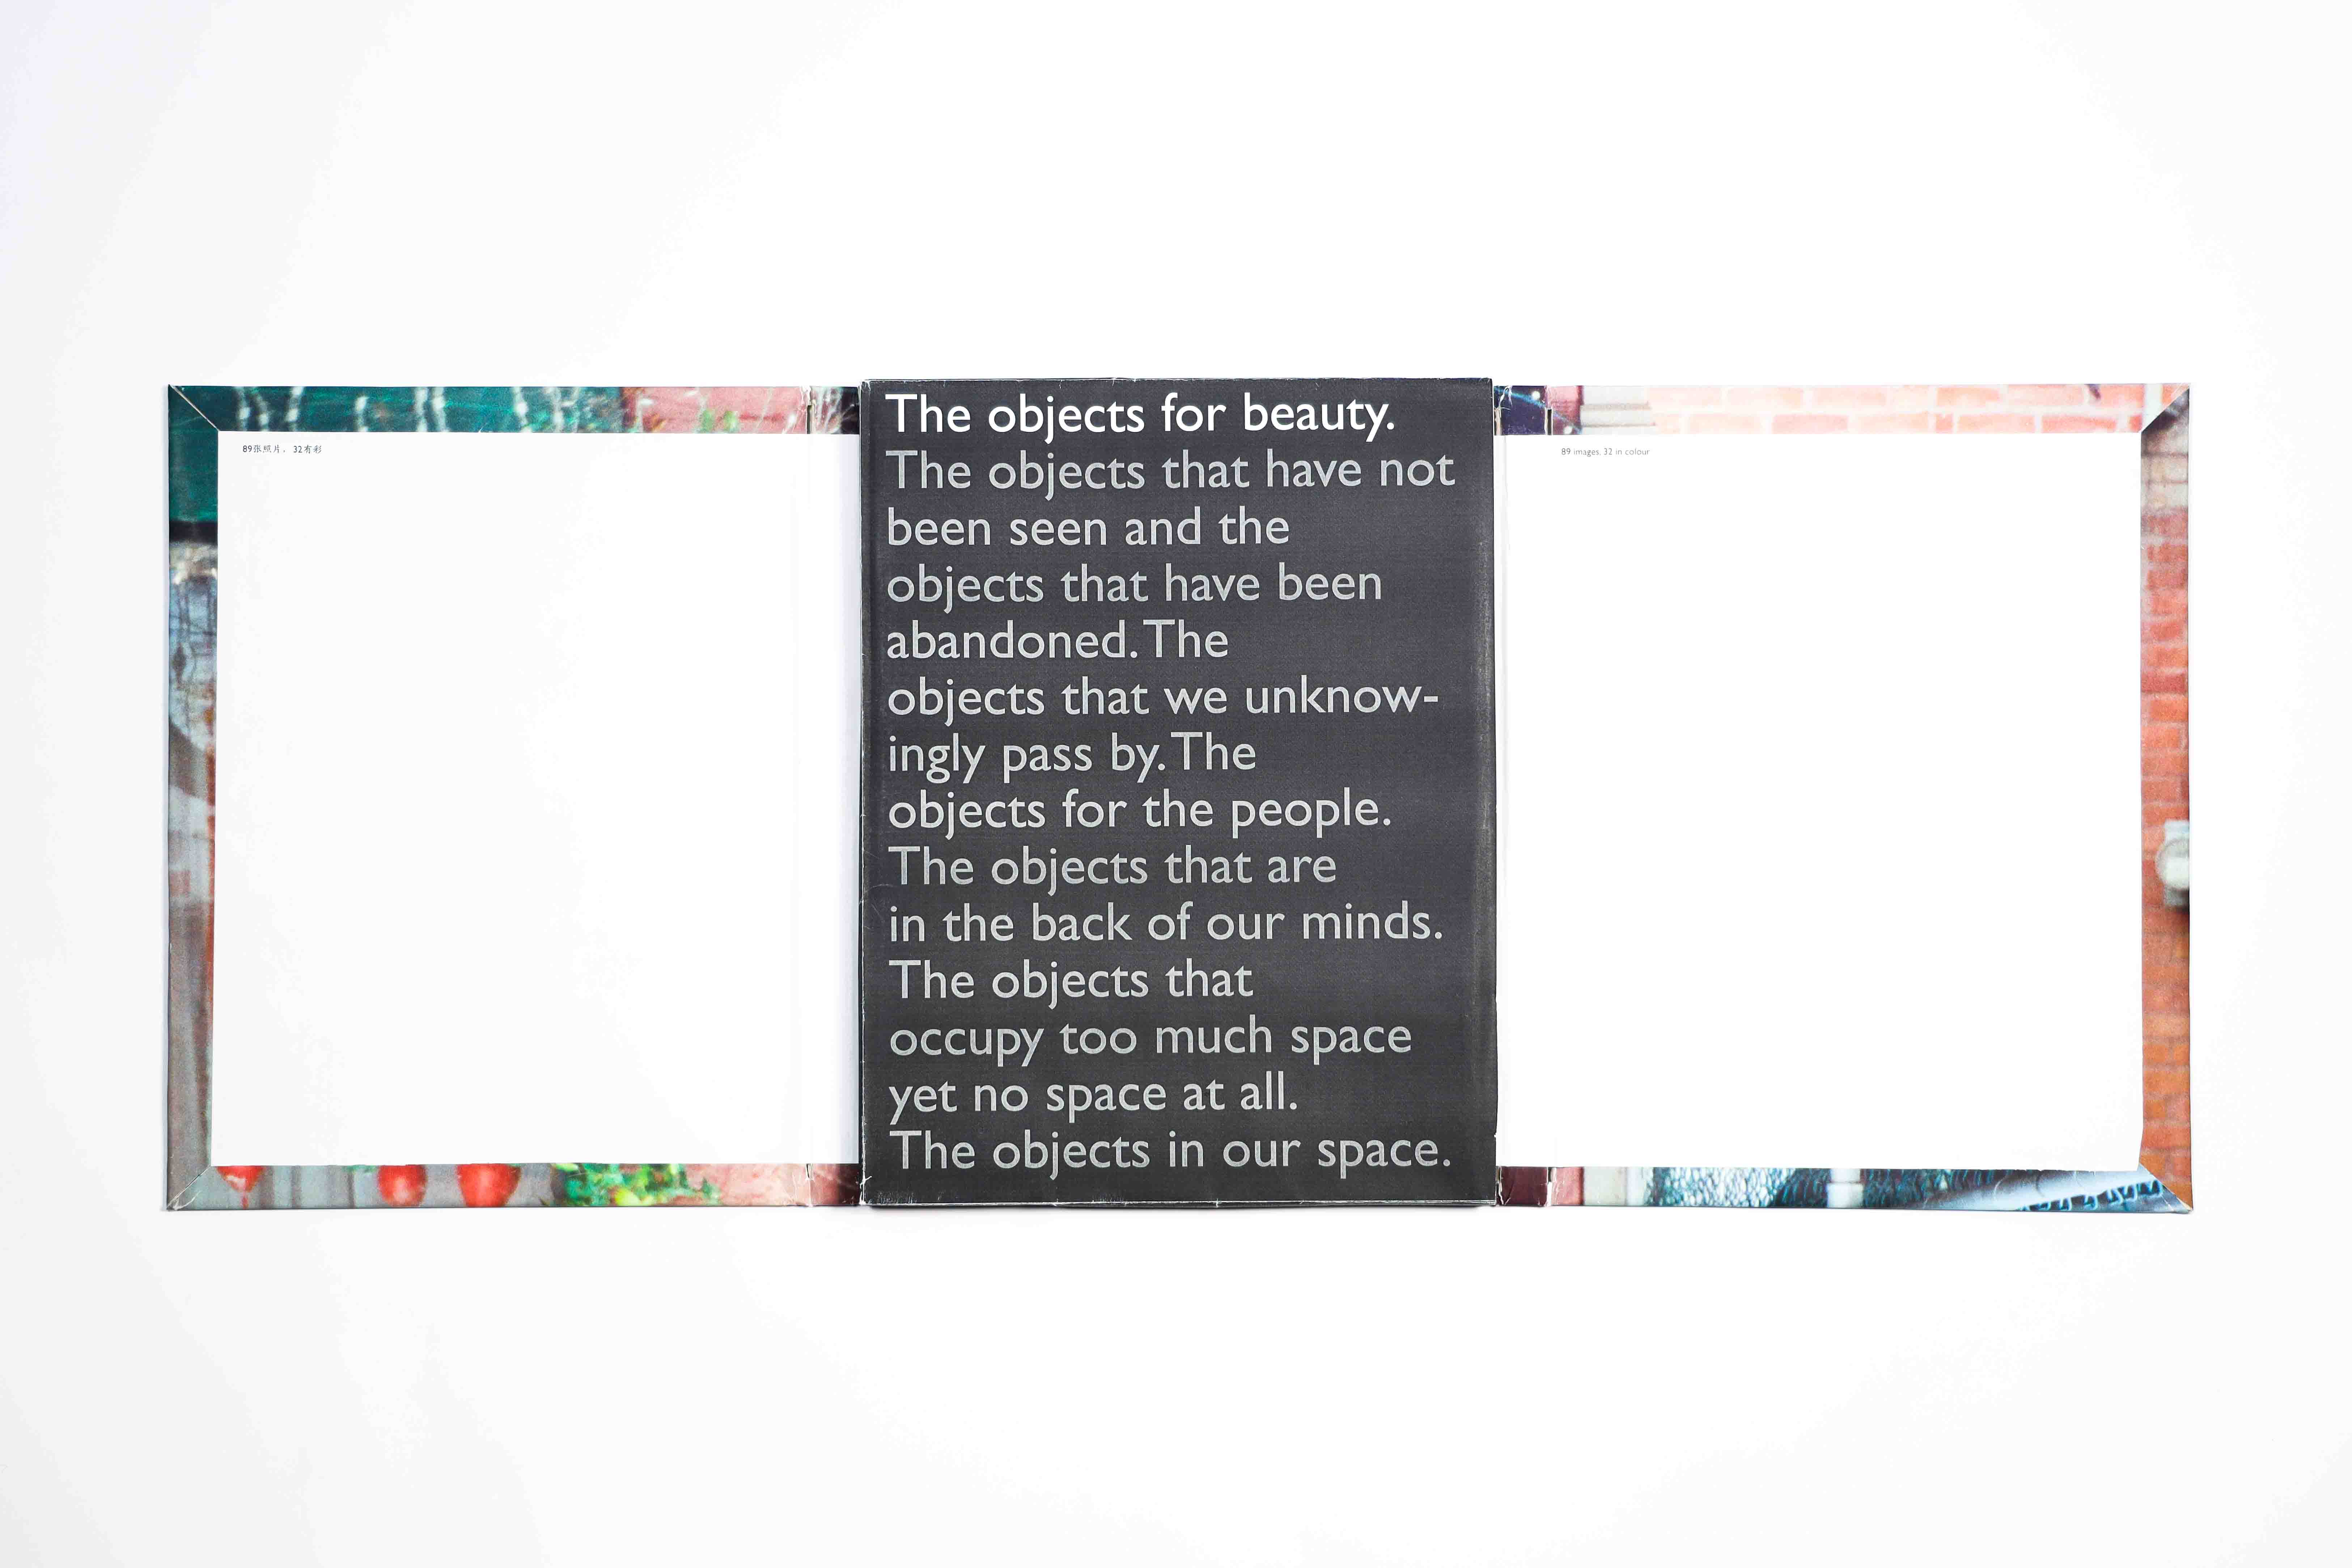 89张照片，32有彩
The objects for beauty.
The objects that have not
been seen and the
objects that have been
abandoned. The
objects that we unknow-
ingly pass by. The
objects for the people.
The objects that are
in the back of our minds.
The objects that
occupy too much space
yet no space at all.
The objects in our space.
89 images, 32 in colour